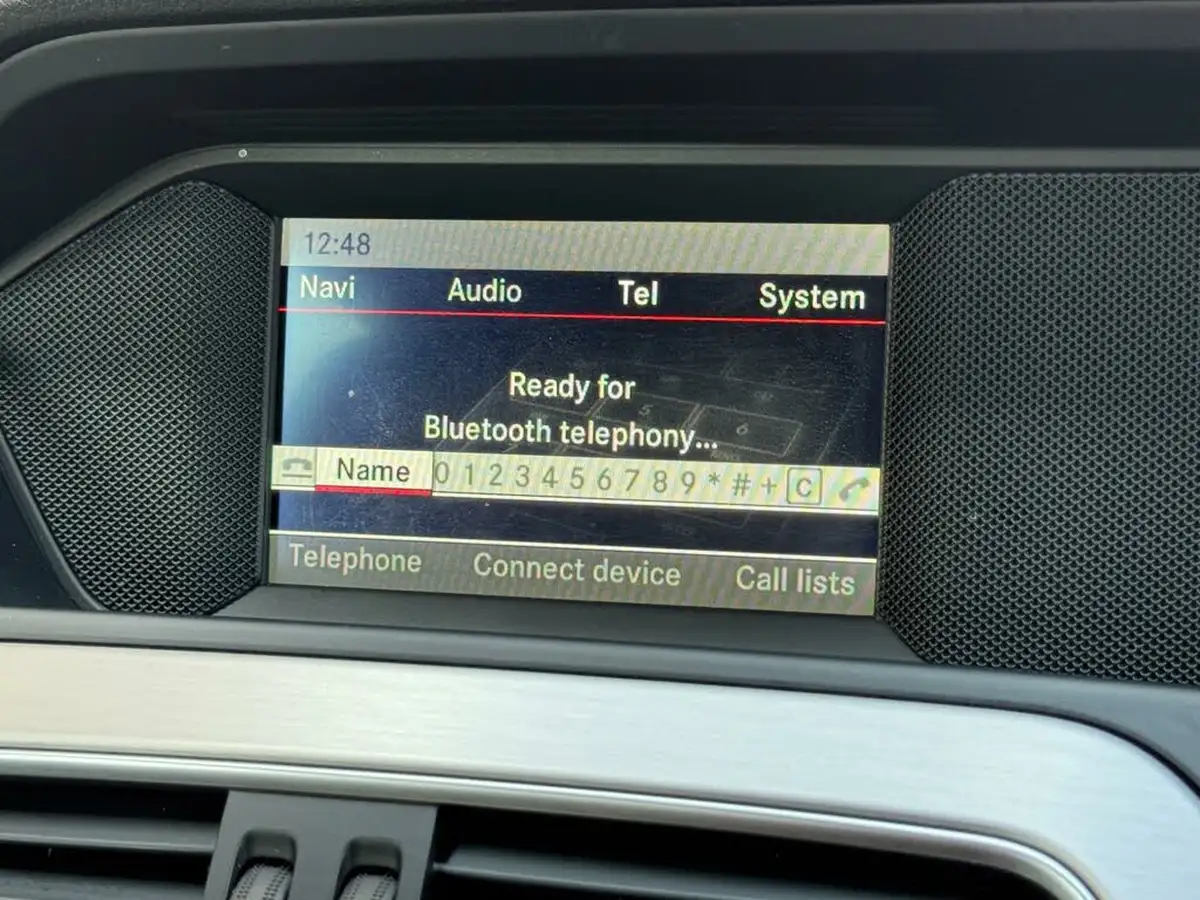 12:48
Navi Audio Tel System
Ready for
Bluetooth telephony...
Name 0 1 2 3 4 5 6 7 8 9 * # + C
Telephone Connect device Call lists